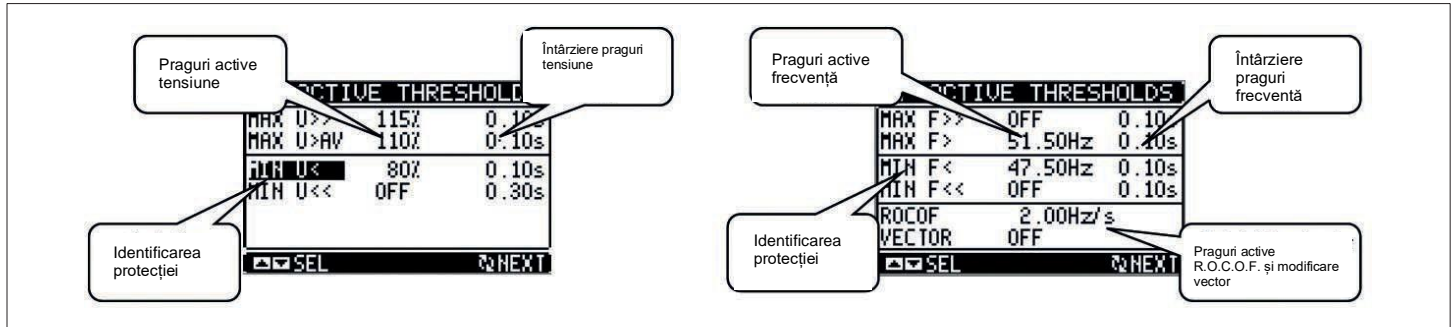 Praguri active
tensiune
Întârziere praguri
tensiune
ACTIVE THRESHOLD
MAX U>> 115% 0.10s
MAX U>AV 110% 0.10s
MIN U< 80% 0.10s
MIN U<< OFF 0.30s
Identificarea
protecției
SEL NEXT
Praguri active
frecvență
Întârziere
praguri
frecventă
ACTIVE THRESHOLDS
MAX F>> OFF 0.10
MAX F> 51.50Hz 0.10s
MIN F< 47.50Hz 0.10s
MIN F<< OFF 0.10s
ROCOF 2.00Hz/s
VECTOR OFF
Identificarea
protecției
Praguri active
R.O.C.O.F. și modificare
vector
SEL NEXT